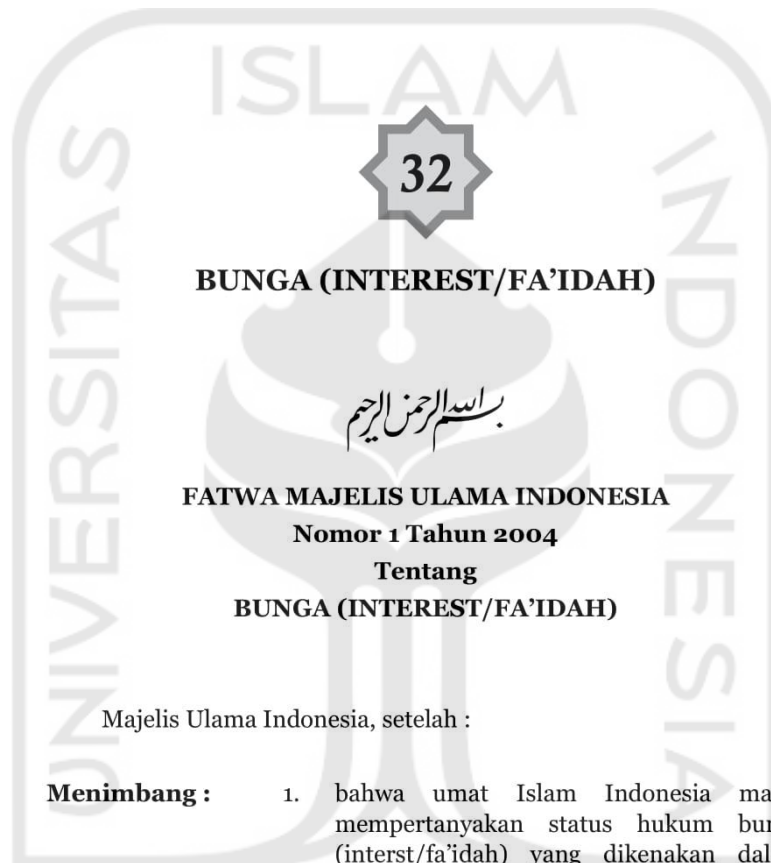 UNIVERSITAS
ISLAM
INDONESIA
32
BUNGA (INTEREST/FA'IDAH)
بسم الله الرحمن الرحيم
FATWA MAJELIS ULAMA INDONESIA
Nomor 1 Tahun 2004
Tentang
BUNGA (INTEREST/FA'IDAH)
Majelis Ulama Indonesia, setelah :
Menimbang : 1. bahwa umat Islam Indonesia
mempertanyakan status hukum
(interst/fa'idah) yang dikenakan